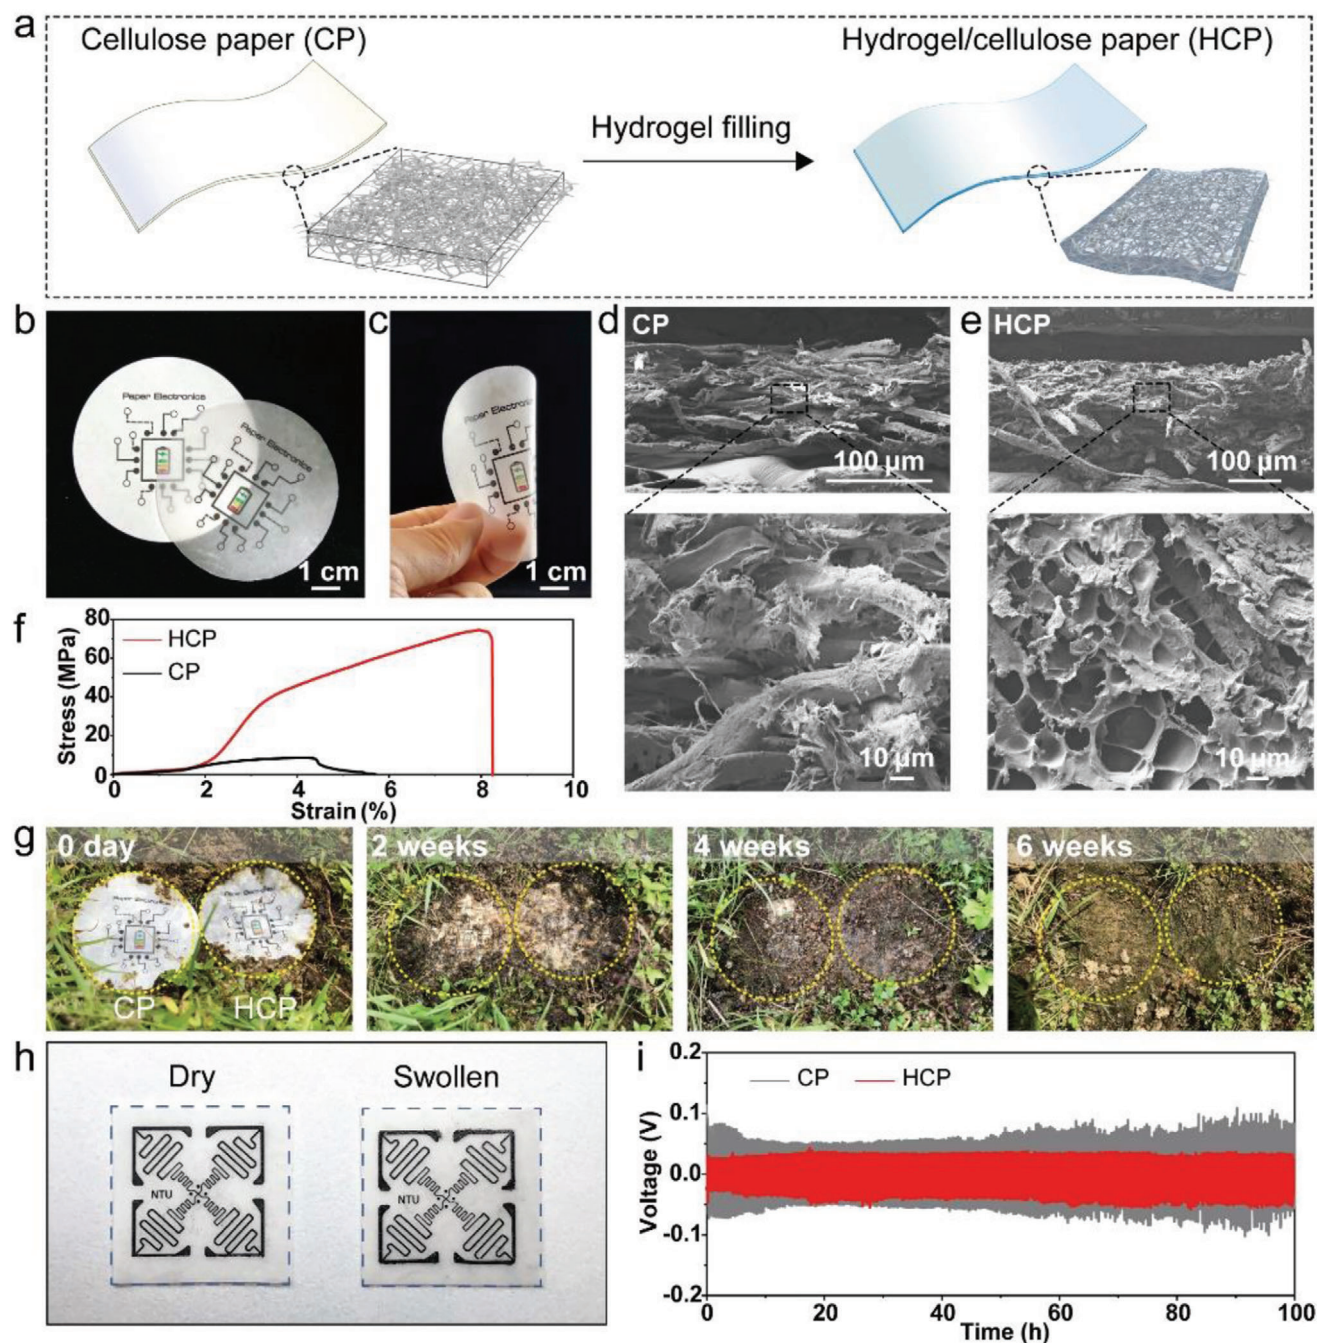 a
Cellulose paper (CP)
Hydrogel/cellulose paper (HCP)
Hydrogel filling
b
Paper Electronics
Paper Electronics
1 cm
c
Paper Electronic
1 cm
d
CP
100 μm
10 μm
e
HCP
100 μm
10 μm
f
Stress (MPa)
80
60
40
20
0
HCP
CP
0 2 4 6 8 10
Strain (%)
g
0 day
CP
HCP
2 weeks
4 weeks
6 weeks
h
Dry
Swollen
NTU
NTU
i
CP
HCP
Voltage (V)
0.2
0.1
0.0
-0.1
-0.2
0 20 40 60 80 100
Time (h)